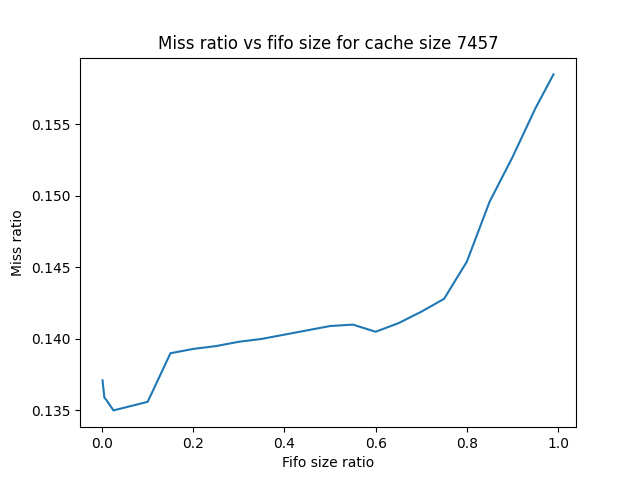 Miss ratio vs fifo size for cache size 7457
0.155
0.150
0.145
0.140
0.135
Miss ratio
0.0 0.2 0.4 0.6 0.8 1.0
Fifo size ratio